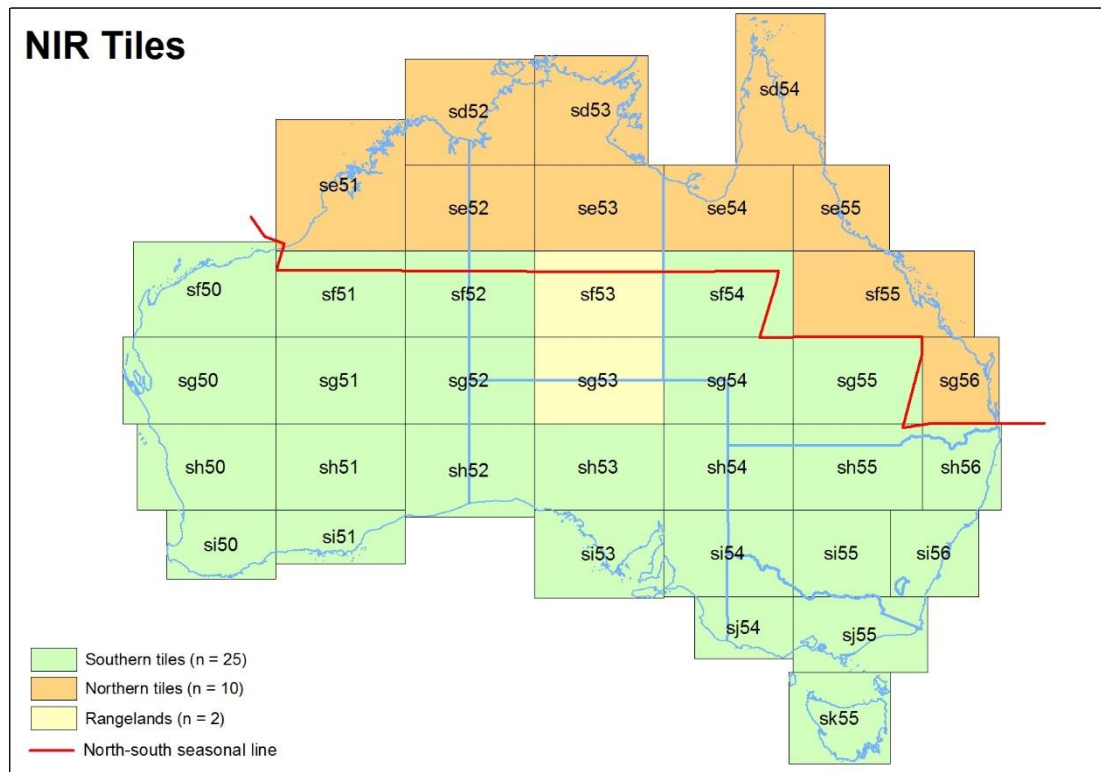 NIR Tiles
sd54
sd52
sd53
se51
se52
se53
se54
se55
sf50
sf51
sf52
sf53
sf54
sf55
sg50
sg51
sg52
sg53
sg54
sg55
sg56
sh50
sh51
sh52
sh53
sh54
sh55
sh56
si50
si51
si53
si54
si55
si56
sj54
sj55
sk55
Southern tiles (n = 25)
Northern tiles (n = 10)
Rangelands (n = 2)
North-south seasonal line